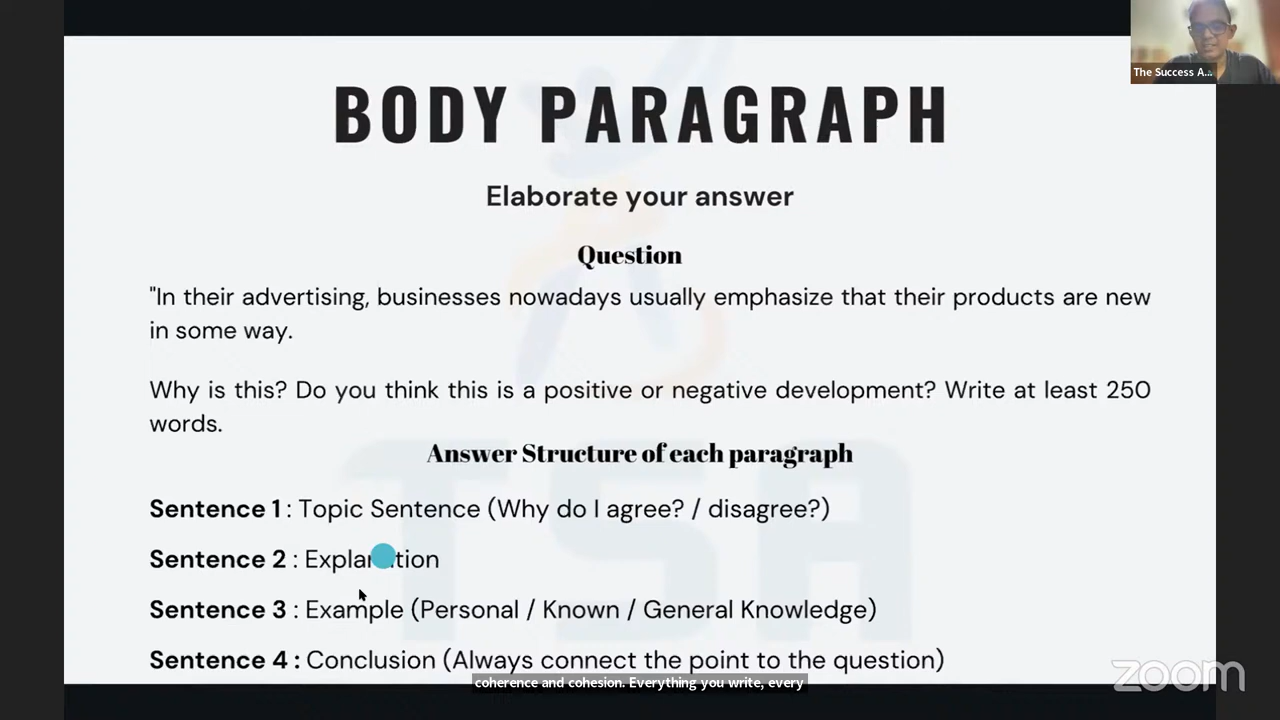 The Success A...
BODY PARAGRAPH
Elaborate your answer
Question
"In their advertising, businesses nowadays usually emphasize that their products are new
in some way.
Why is this? Do you think this is a positive or negative development? Write at least 250
words.
Answer Structure of each paragraph
TSA
Sentence 1 : Topic Sentence (Why do I agree? / disagree?)
Sentence 2 : Explanation
Sentence 3 : Example (Personal / Known / General Knowledge)
Sentence 4 : Conclusion (Always connect the point to the question)
coherence and cohesion. Everything you write, every
zoom